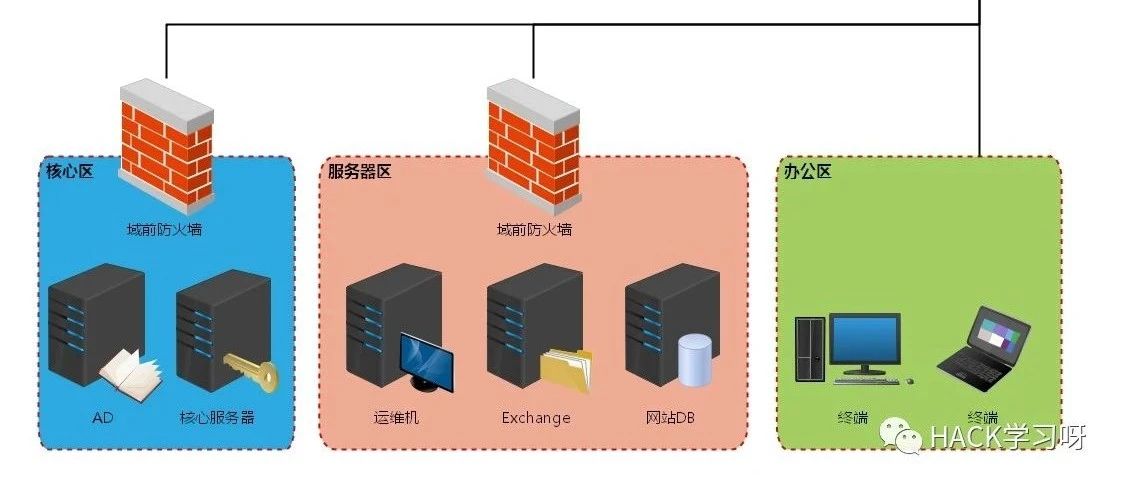 核心区
服务器区
办公区
域前防火墙
域前防火墙
AD
核心服务器
运维机
Exchange
网站DB
终端
终端
HACK学习呀